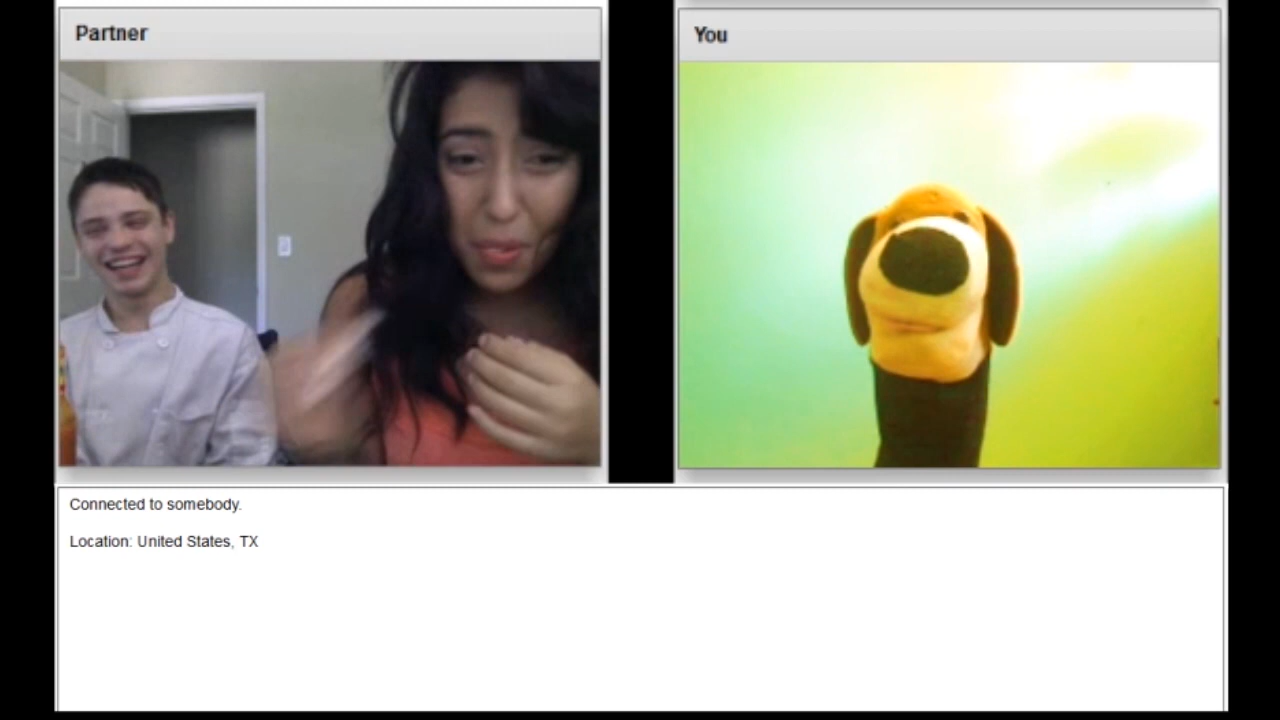 Partner
You
Connected to somebody.
Location: United States, TX